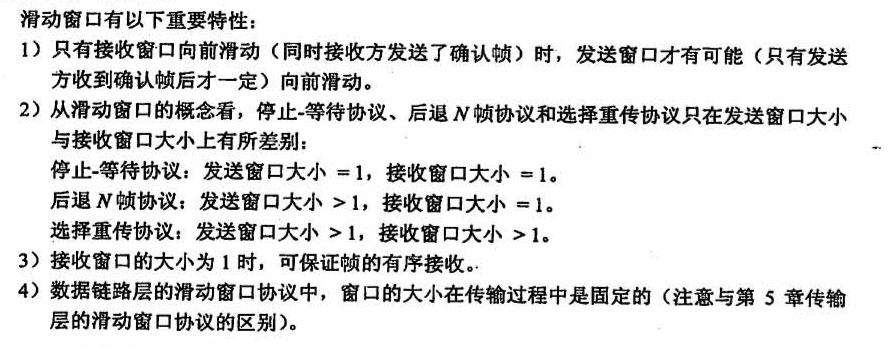 滑动窗口有以下重要特性：
1）只有接收窗口向前滑动（同时接收方发送了确认帧）时，发送窗口才有可能（只有发送
方收到确认帧后才一定）向前滑动。
2）从滑动窗口的概念看，停止-等待协议、后退 N 帧协议和选择重传协议只在发送窗口大小
与接收窗口大小上有所差别：
停止-等待协议：发送窗口大小 = 1，接收窗口大小 = 1。
后退 N 帧协议：发送窗口大小 > 1，接收窗口大小 = 1。
选择重传协议：发送窗口大小 > 1，接收窗口大小 > 1。
3）接收窗口的大小为 1 时，可保证帧的有序接收。
4）数据链路层的滑动窗口协议中，窗口的大小在传输过程中是固定的（注意与第 5 章传输
层的滑动窗口协议的区别）。